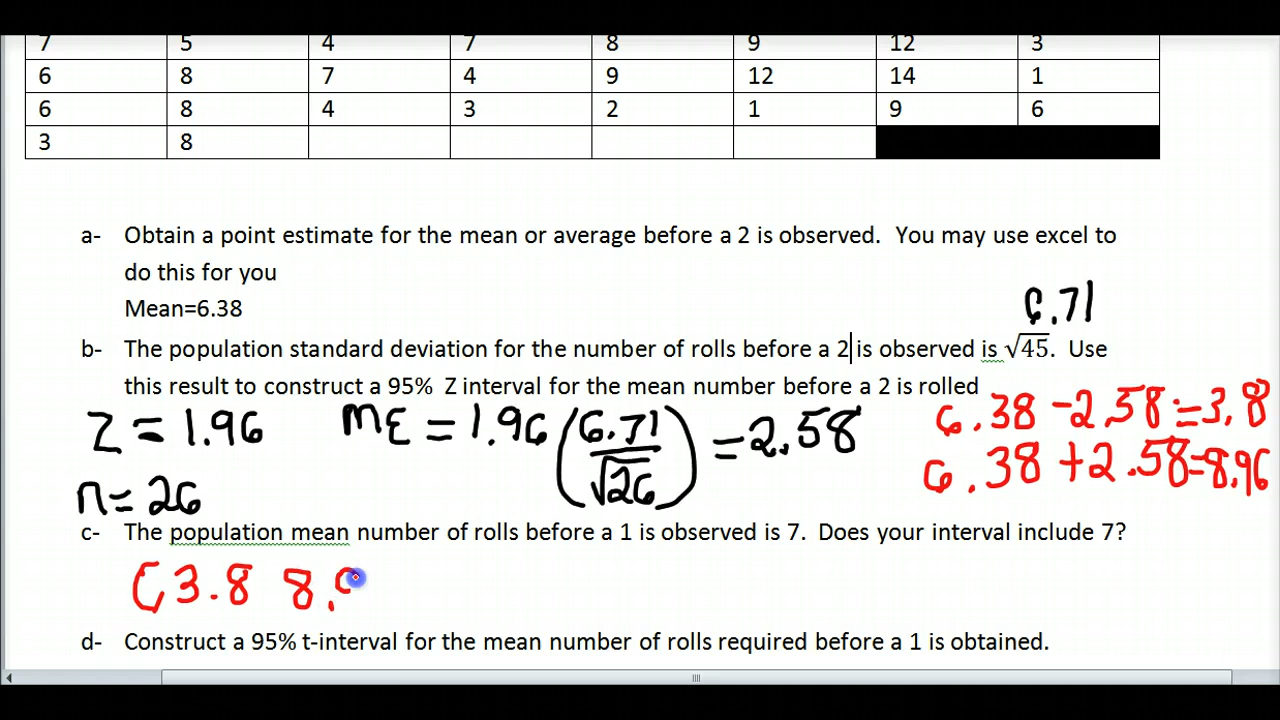 7 5 4 7 8 9 12 3
6 8 7 4 9 12 14 1
6 8 4 3 2 1 9 6
3 8
a- Obtain a point estimate for the mean or average before a 2 is observed. You may use excel to
do this for you
Mean=6.38
6.71
b- The population standard deviation for the number of rolls before a 2 is observed is √45. Use
this result to construct a 95% Z interval for the mean number before a 2 is rolled
Z = 1.96 ME = 1.96 (6.71/√26) = 2.58 6.38 - 2.58 = 3.8
n = 26 6.38 + 2.58 = 8.96
c- The population mean number of rolls before a 1 is observed is 7. Does your interval include 7?
(3.8 8.
d- Construct a 95% t-interval for the mean number of rolls required before a 1 is obtained.